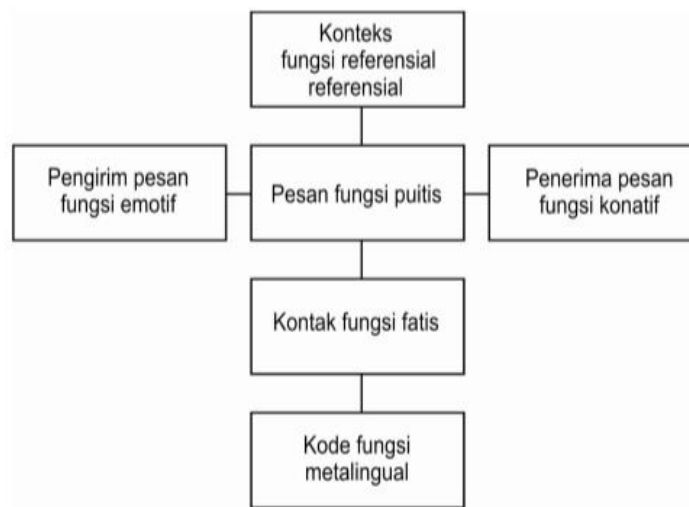 Konteks
fungsi referensial
referensial
Pengirim pesan
fungsi emotif
Pesan fungsi puitis
Penerima pesan
fungsi konatif
Kontak fungsi fatis
Kode fungsi
metalingual